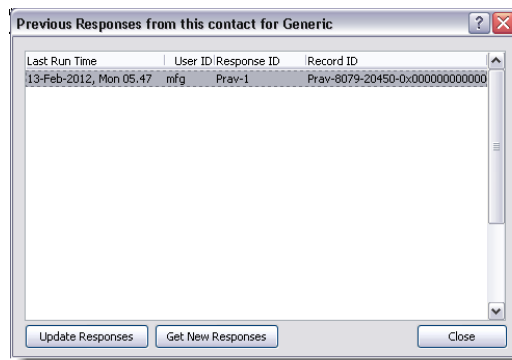 Previous Responses from this contact for Generic
Last Run Time User ID Response ID Record ID
13-Feb-2012, Mon 05.47 mfg Prav-1 Prav-8079-20450-0x000000000000
Update Responses Get New Responses Close